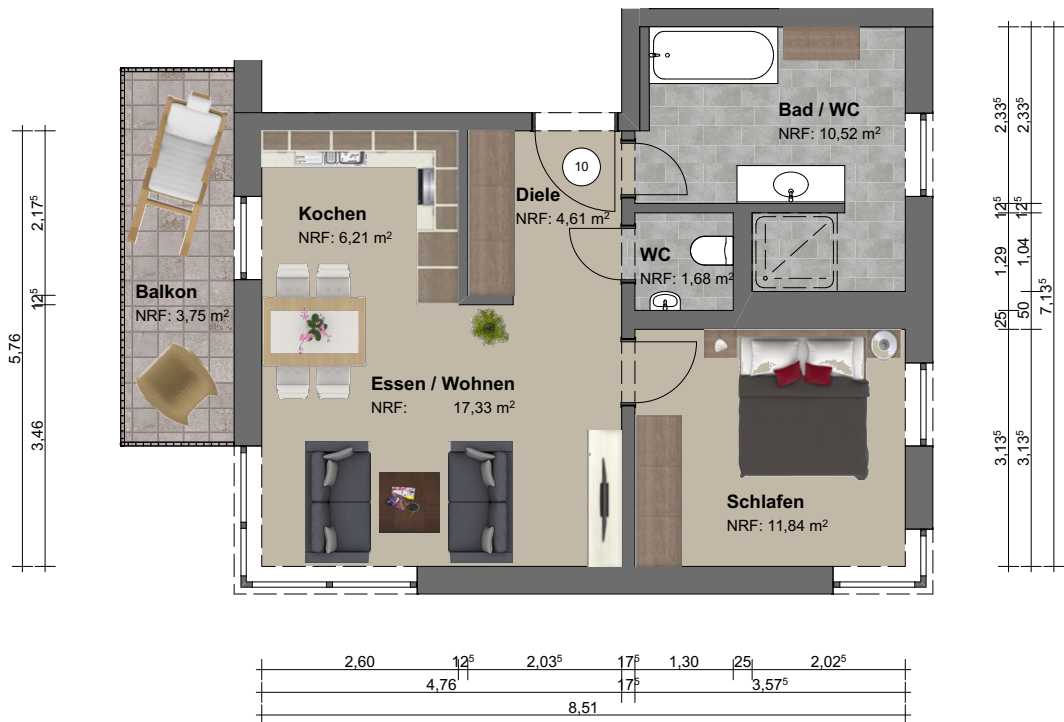 Bad / WC
NRF: 10,52 m²
10
Diele
NRF: 4,61 m²
Kochen
NRF: 6,21 m²
WC
NRF: 1,68 m²
Balkon
NRF: 3,75 m²
Essen / Wohnen
NRF: 17,33 m²
Schlafen
NRF: 11,84 m²
5,76
2,17⁵
12⁵
3,46
2,33⁵
12⁵
1,29
25
3,13⁵
2,33⁵
12⁵
1,04
50
3,13⁵
7,13⁵
2,60
12⁵
2,03⁵
17⁵
1,30
25
2,02⁵
4,76
17⁵
3,57⁵
8,51